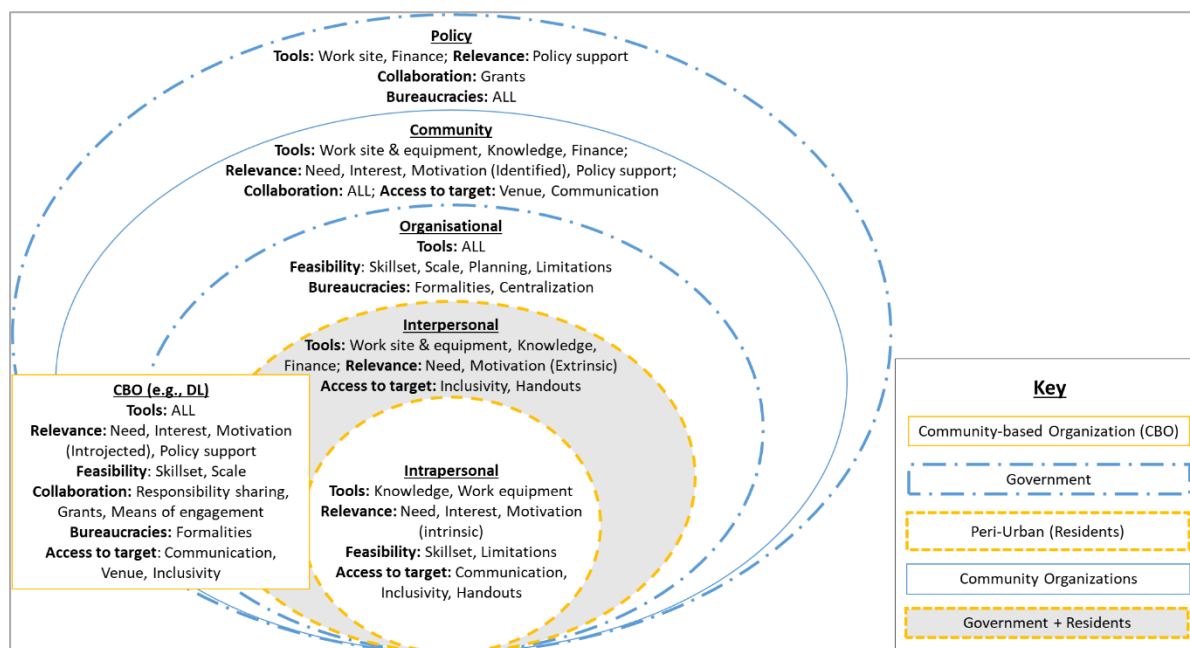 Policy
Tools: Work site, Finance; Relevance: Policy support
Collaboration: Grants
Bureaucracies: ALL
Community
Tools: Work site & equipment, Knowledge, Finance;
Relevance: Need, Interest, Motivation (Identified), Policy support;
Collaboration: ALL; Access to target: Venue, Communication
Organisational
Tools: ALL
Feasibility: Skillset, Scale, Planning, Limitations
Bureaucracies: Formalities, Centralization
Interpersonal
Tools: Work site & equipment, Knowledge,
Finance; Relevance: Need, Motivation (Extrinsic)
Access to target: Inclusivity, Handouts
CBO (e.g., DL)
Tools: ALL
Relevance: Need, Interest, Motivation
(Introjected), Policy support
Feasibility: Skillset, Scale
Collaboration: Responsibility sharing,
Grants, Means of engagement
Bureaucracies: Formalities
Access to target: Communication,
Venue, Inclusivity
Intrapersonal
Tools: Knowledge, Work equipment
Relevance: Need, Interest, Motivation
(intrinsic)
Feasibility: Skillset, Limitations
Access to target: Communication,
Inclusivity, Handouts
Key
Community-based Organization (CBO)
Government
Peri-Urban (Residents)
Community Organizations
Government + Residents